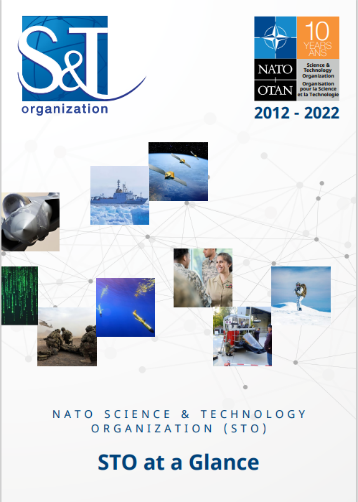 S&T
organization
10
YEARS
ANS
NATO
OTAN
Science &
Technology
Organization
Organisation
pour la Science
et la Technologie
2012 - 2022
NATO SCIENCE & TECHNOLOGY
ORGANIZATION (STO)
STO at a Glance